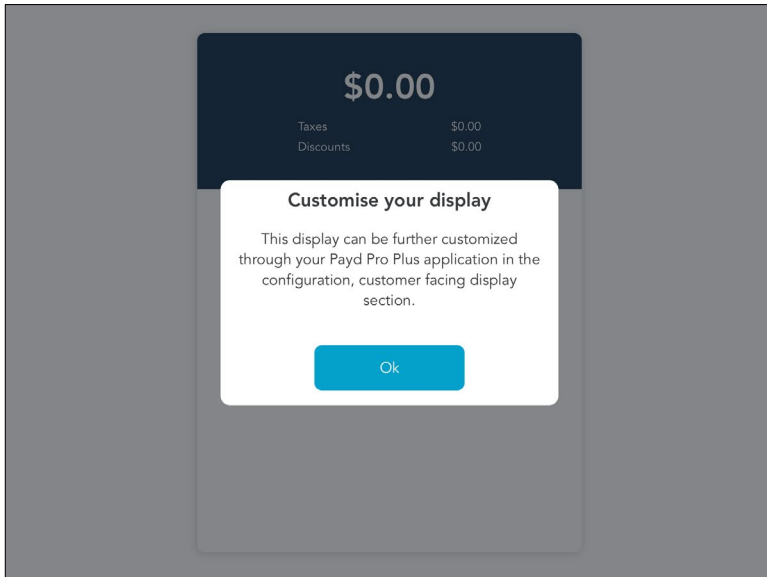 $0.00
Taxes $0.00
Discounts $0.00
Customise your display
This display can be further customized
through your Payd Pro Plus application in the
configuration, customer facing display
section.
Ok